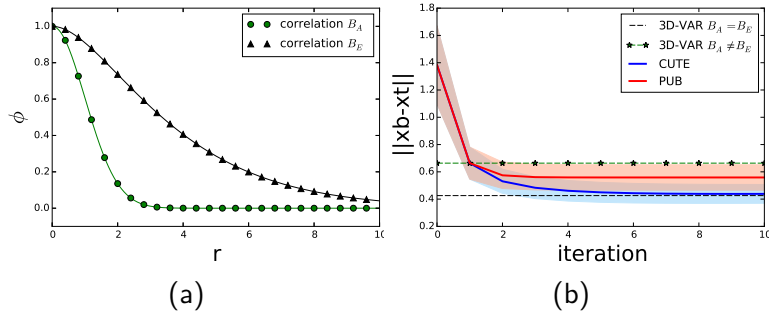 correlation $B_A$
correlation $B_E$
ϕ
1.0
0.8
0.6
0.4
0.2
0.0
0 2 4 6 8 10
r
(a)
3D-VAR $B_A = B_E$
3D-VAR $B_A \neq B_E$
CUTE
PUB
||xb-xt||
1.8
1.6
1.4
1.2
1.0
0.8
0.6
0.4
0.2
0 2 4 6 8 10
iteration
(b)